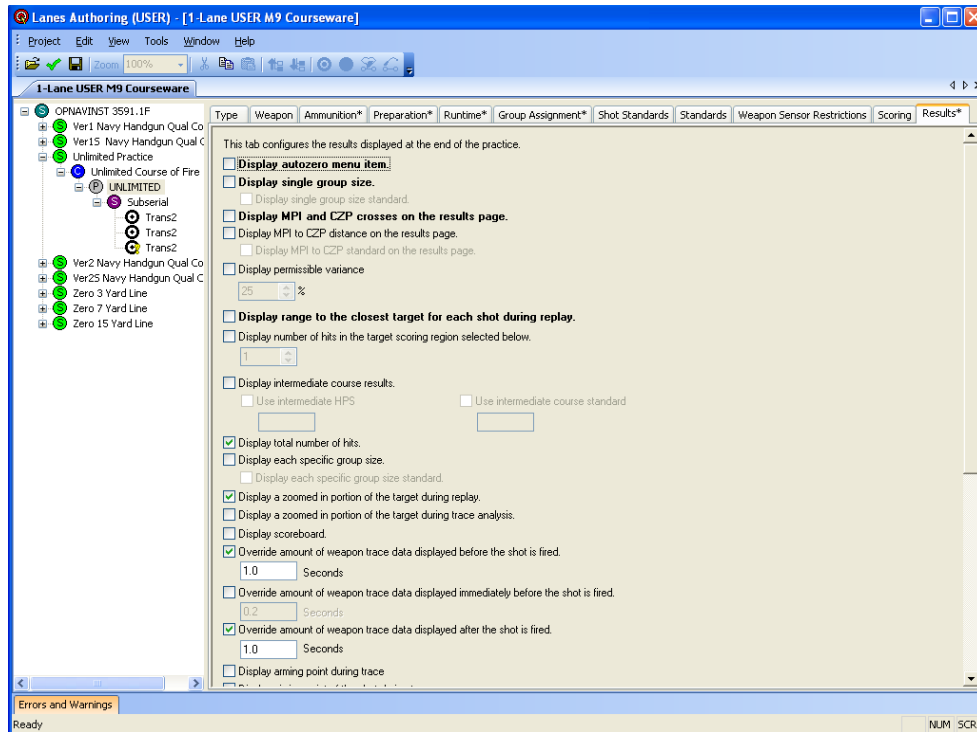 Lanes Authoring (USER) - [1-Lane USER M9 Courseware]
Project Edit View Tools Window Help
Zoom 100%
1-Lane USER M9 Courseware
OPNAVINST 3591.1F
Ver1 Navy Handgun Qual Co
Ver1S Navy Handgun Qual C
Unlimited Practice
Unlimited Course of Fire
UNLIMITED
Subserial
Trans2
Trans2
Trans2
Ver2 Navy Handgun Qual Co
Ver2S Navy Handgun Qual C
Zero 3 Yard Line
Zero 7 Yard Line
Zero 15 Yard Line
Type Weapon Ammunition* Preparation* Runtime* Group Assignment* Shot Standards Standards Weapon Sensor Restrictions Scoring Results*
This tab configures the results displayed at the end of the practice.
Display autozero menu item.
Display single group size.
Display single group size standard.
Display MPI and CZP crosses on the results page.
Display MPI to CZP distance on the results page.
Display MPI to CZP standard on the results page.
Display permissible variance
25 %
Display range to the closest target for each shot during replay.
Display number of hits in the target scoring region selected below.
1
Display intermediate course results.
Use intermediate HPS Use intermediate course standard
Display total number of hits.
Display each specific group size.
Display each specific group size standard.
Display a zoomed in portion of the target during replay.
Display a zoomed in portion of the target during trace analysis.
Display scoreboard.
Override amount of weapon trace data displayed before the shot is fired.
1.0 Seconds
Override amount of weapon trace data displayed immediately before the shot is fired.
0.2 Seconds
Override amount of weapon trace data displayed after the shot is fired.
1.0 Seconds
Display arming point during trace
Errors and Warnings
Ready NUM SCR